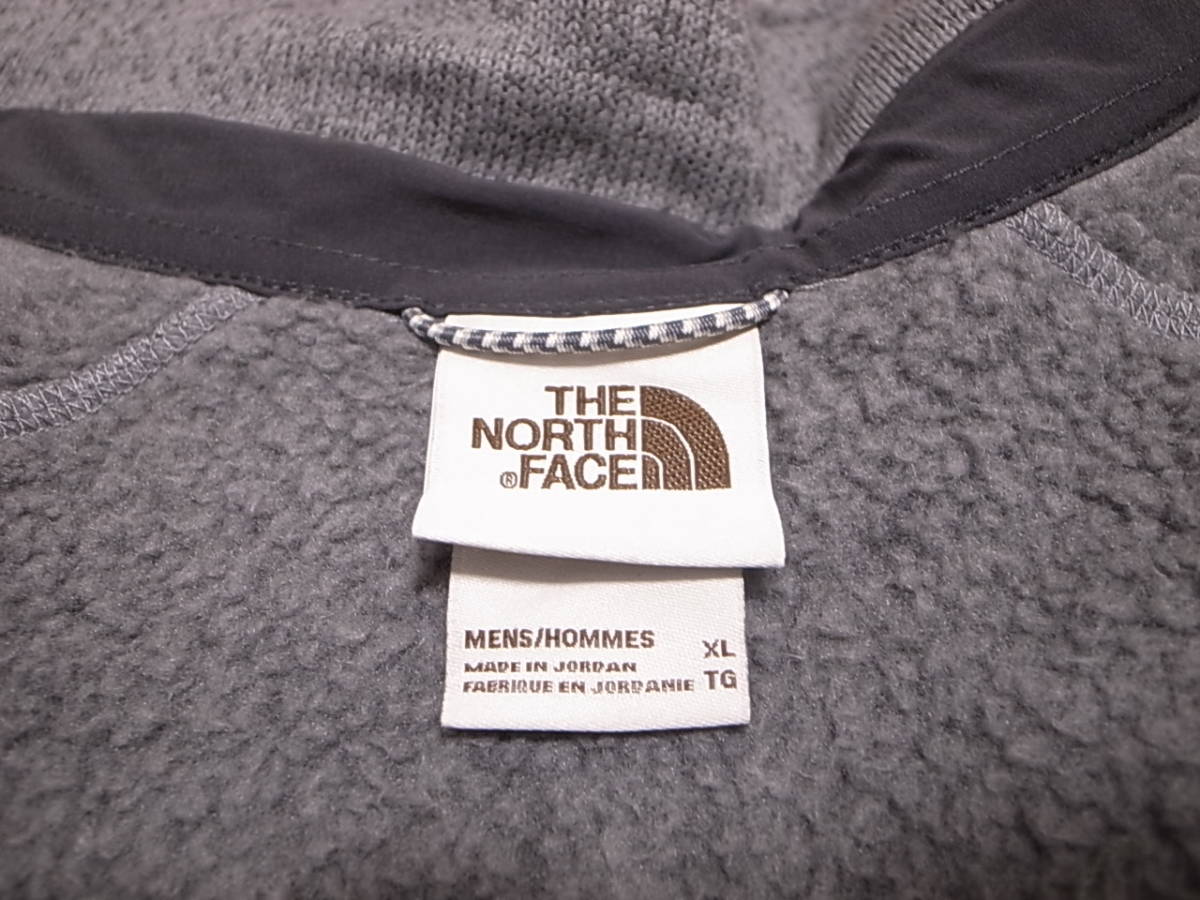 THE
NORTH
®FACE
MENS/HOMMES XL
MADE IN JORDAN
FABRIQUE EN JORDANIE TG